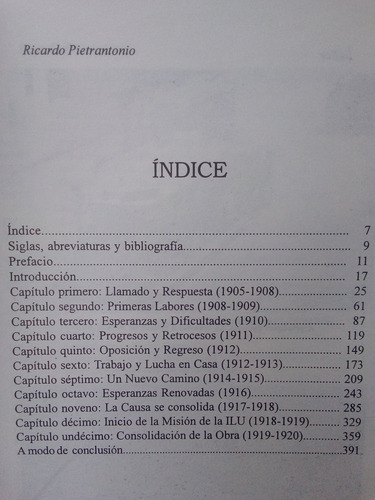 Ricardo Pietrantonio
ÍNDICE
Índice................................................................ 7
Siglas, abreviaturas y bibliografía.................................... 9
Prefacio.............................................................. 11
Introducción.......................................................... 17
Capítulo primero: Llamado y Respuesta (1905-1908)..................... 25
Capítulo segundo: Primeras Labores (1908-1909)........................ 61
Capítulo tercero: Esperanzas y Dificultades (1910).................... 87
Capítulo cuarto: Progresos y Retrocesos (1911)........................ 119
Capítulo quinto: Oposición y Regreso (1912)........................... 149
Capítulo sexto: Trabajo y Lucha en Casa (1912-1913)................... 173
Capítulo séptimo: Un Nuevo Camino (1914-1915)......................... 209
Capítulo octavo: Esperanzas Renovadas (1916).......................... 243
Capítulo noveno: La Causa se consolida (1917-1918).................... 285
Capítulo décimo: Inicio de la Misión de la ILU (1918-1919)............ 329
Capítulo undécimo: Consolidación de la Obra (1919-1920)............... 359
A modo de conclusión.................................................. 391